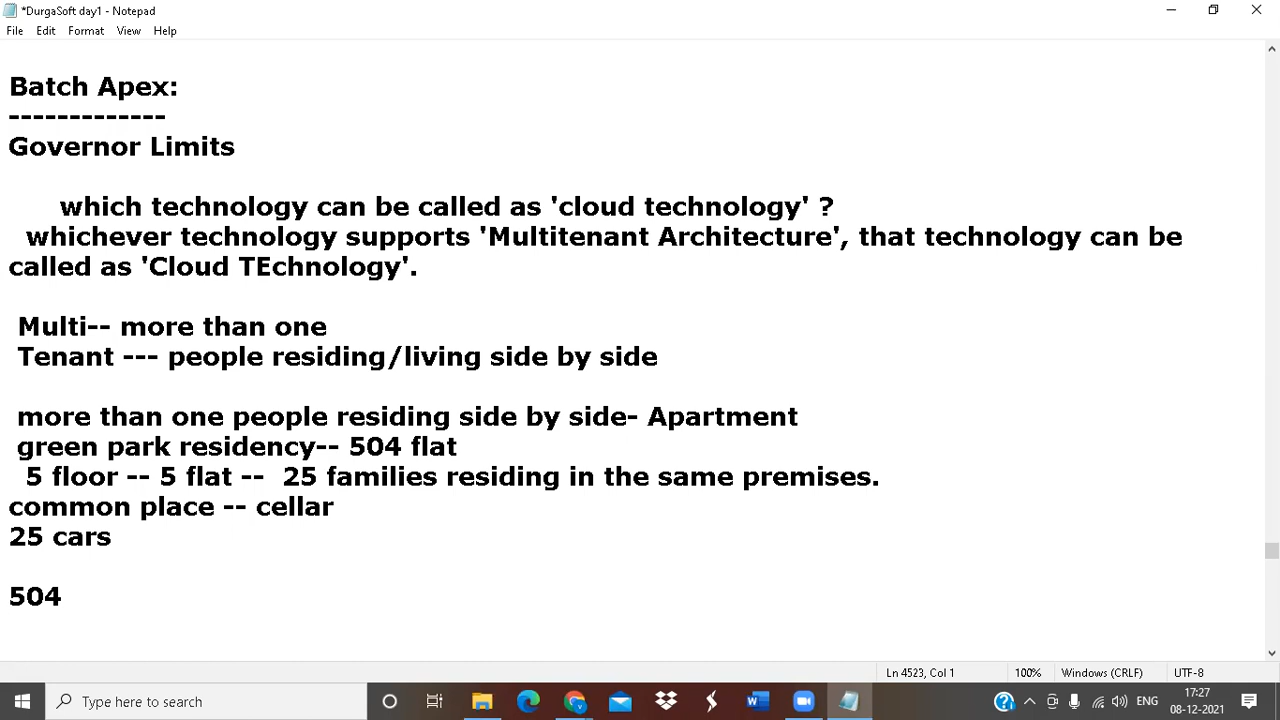 *DurgaSoft day1 - Notepad
File Edit Format View Help
Batch Apex:
-------------
Governor Limits
which technology can be called as 'cloud technology' ?
whichever technology supports 'Multitenant Architecture', that technology can be
called as 'Cloud TEchnology'.
Multi-- more than one
Tenant --- people residing/living side by side
more than one people residing side by side- Apartment
green park residency-- 504 flat
5 floor -- 5 flat -- 25 families residing in the same premises.
common place -- cellar
25 cars
504
Ln 4523, Col 1 100% Windows (CRLF) UTF-8
Type here to search
ENG
17:27
08-12-2021